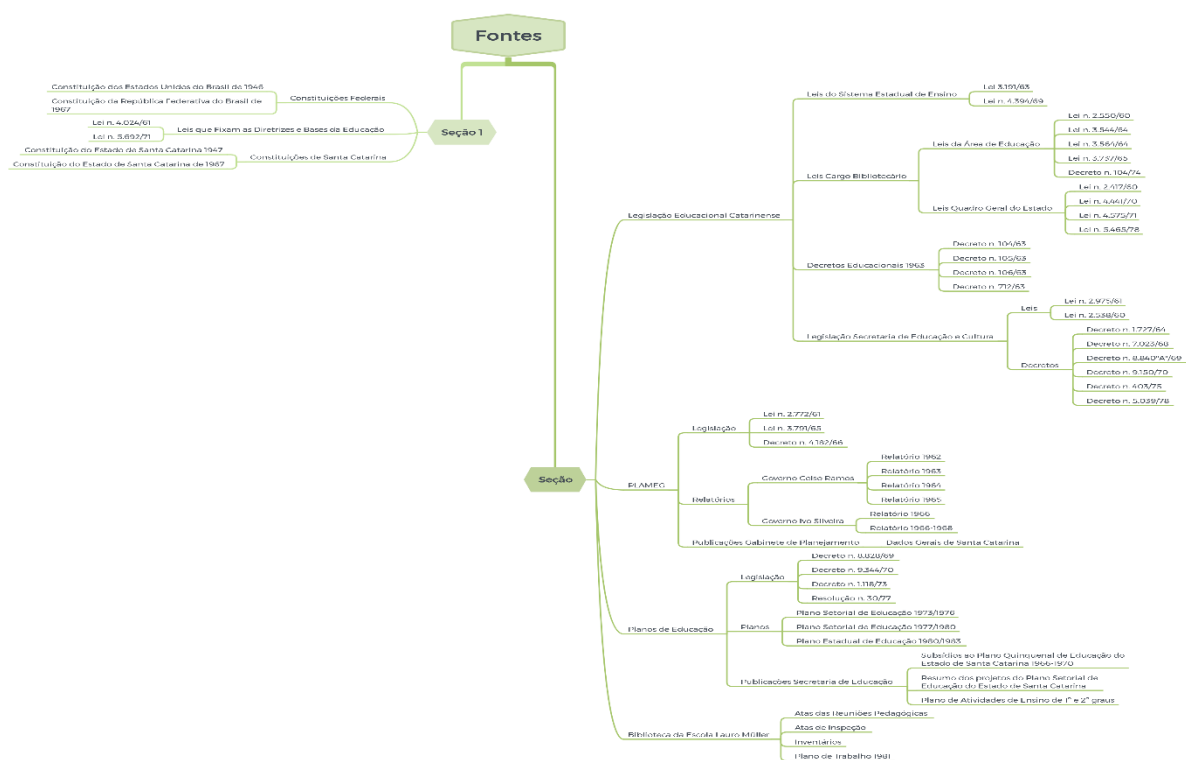 Fontes
Constituição dos Estados Unidos do Brasil de 1946
Constituição da República Federativa do Brasil de
1967
Constituições Federais
Lei n. 4.024/61
Lei n. 5.692/71
Leis que Fixam as Diretrizes e Bases da Educação
Constituição do Estado de Santa Catarina 1947
Constituição do Estado de Santa Catarina de 1967
Constituições de Santa Catarina
Seção 1
Seção
Legislação Educacional Catarinense
Leis do Sistema Estadual de Ensino
Lei 3.191/63
Lei n. 4.394/69
Leis Cargo Bibliotecário
Leis da Área de Educação
Lei n. 2.550/60
Lei n. 3.544/64
Lei n. 3.564/64
Lei n. 3.737/65
Decreto n. 104/74
Leis Quadro Geral do Estado
Lei n. 2.417/60
Lei n. 4.441/70
Lei n. 4.575/71
Lei n. 5.465/78
Decretos Educacionais 1963
Decreto n. 104/63
Decreto n. 105/63
Decreto n. 106/63
Decreto n. 712/63
Legislação Secretaria de Educação e Cultura
Leis
Lei n. 2.975/61
Lei n. 2.538/60
Decretos
Decreto n. 1.727/64
Decreto n. 7.023/68
Decreto n. 8.840"A"/69
Decreto n. 9.150/70
Decreto n. 403/75
Decreto n. 5.039/78
PLAMEG
Legislação
Lei n. 2.772/61
Lei n. 3.791/65
Decreto n. 4.182/66
Relatórios
Governo Celso Ramos
Relatório 1962
Relatório 1963
Relatório 1964
Relatório 1965
Governo Ivo Silveira
Relatório 1966
Relatório 1966-1968
Publicações Gabinete de Planejamento
Dados Gerais de Santa Catarina
Planos de Educação
Legislação
Decreto n. 8.828/69
Decreto n. 9.344/70
Decreto n. 1.118/73
Resolução n. 30/77
Planos
Plano Setorial de Educação 1973/1976
Plano Setorial de Educação 1977/1980
Plano Estadual de Educação 1980/1983
Publicações Secretaria de Educação
Subsídios ao Plano Quinquenal de Educação do
Estado de Santa Catarina 1966-1970
Resumo dos projetos do Plano Setorial de
Educação do Estado de Santa Catarina
Plano de Atividades de Ensino de 1° e 2° graus
Biblioteca da Escola Lauro Müller
Atas das Reuniões Pedagógicas
Atas de Inspeção
Inventários
Plano de Trabalho 1981